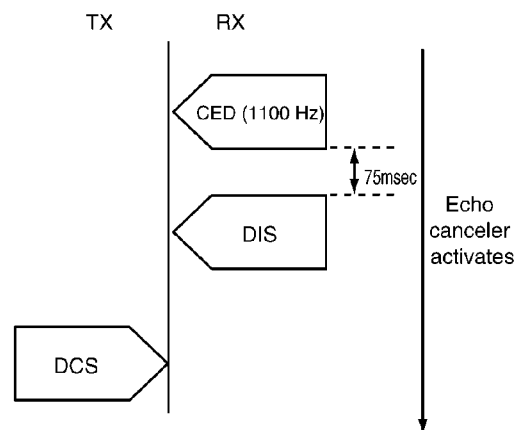 TX
RX
CED (1100 Hz)
75msec
DIS
Echo
canceler
activates
DCS